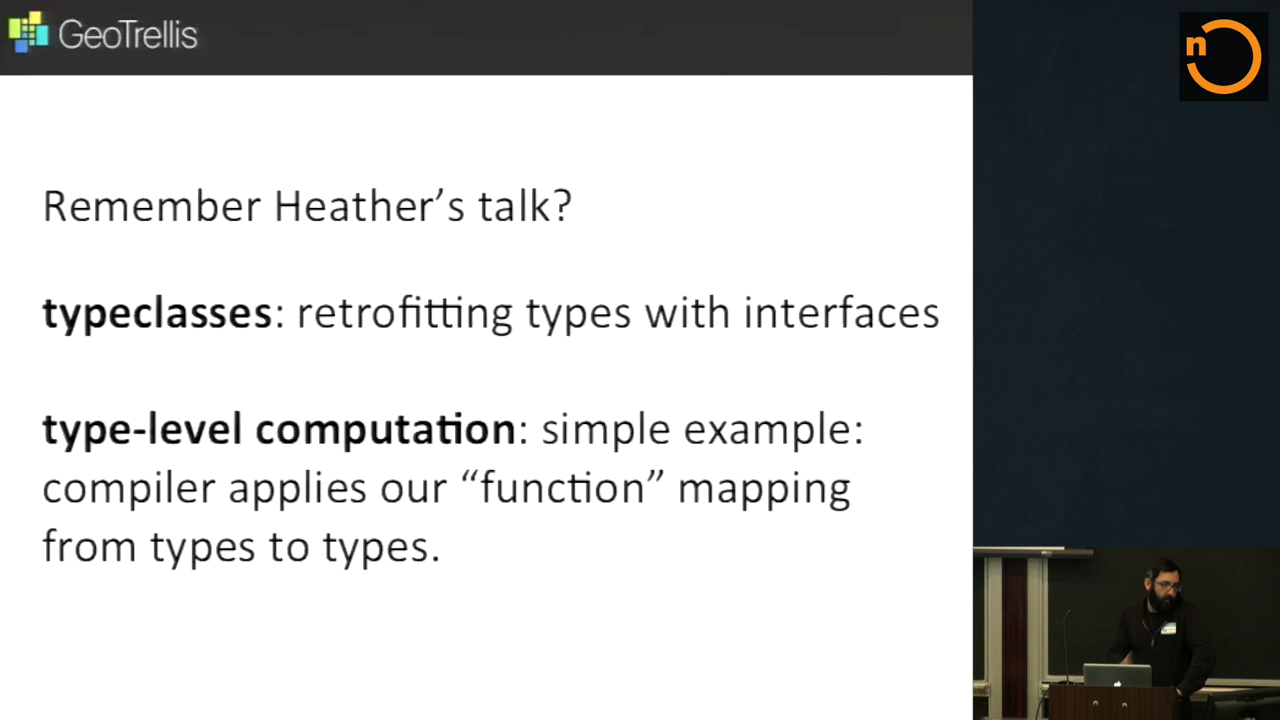 GeoTrellis
n
Remember Heather’s talk?
typeclasses: retrofitting types with interfaces
type-level computation: simple example:
compiler applies our “function” mapping
from types to types.